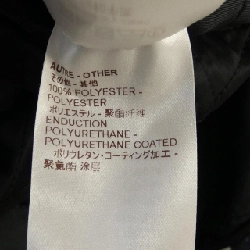 AUTRE - OTHER
その他 - 其他
100% POLYESTER -
POLYESTER
ポリエステル - 聚酯纤维
ENDUCTION
POLYURETHANE -
POLYURETHANE COATED
ポリウレタン・コーティング加工 -
聚氨酯 涂层